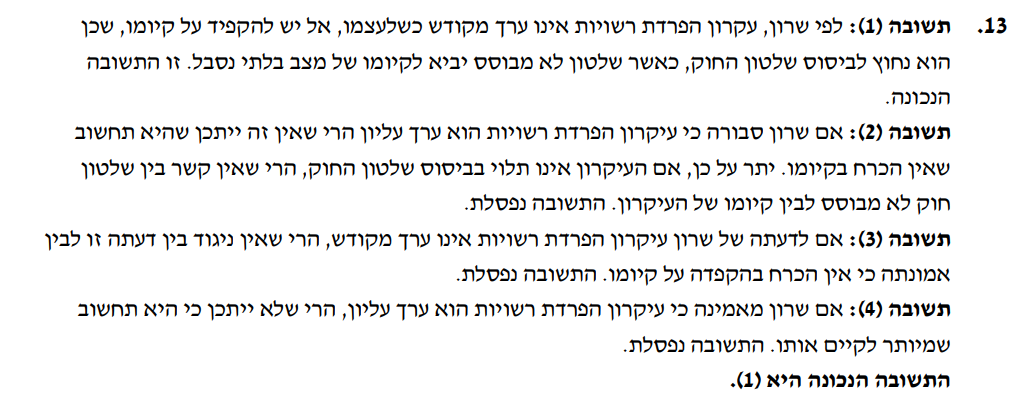 13. תשובה (1): לפי שרון, עקרון הפרדת רשויות אינו ערך מקודש כשלעצמו, אל יש להקפיד על קיומו, שכן
הוא נחוץ לביסוס שלטון החוק, כאשר שלטון לא מבוסס יביא לקיומו של מצב בלתי נסבל. זו התשובה
הנכונה.
תשובה (2): אם שרון סבורה כי עיקרון הפרדת רשויות הוא ערך עליון הרי שאין זה ייתכן שהיא תחשוב
שאין הכרח בקיומו. יתר על כן, אם העיקרון אינו תלוי בביסוס שלטון החוק, הרי שאין קשר בין שלטון
חוק לא מבוסס לבין קיומו של העיקרון. התשובה נפסלת.
תשובה (3): אם לדעתה של שרון עיקרון הפרדת רשויות אינו ערך מקודש, הרי שאין ניגוד בין דעתה זו לבין
אמונתה כי אין הכרח בהקפדה על קיומו. התשובה נפסלת.
תשובה (4): אם שרון מאמינה כי עיקרון הפרדת רשויות הוא ערך עליון, הרי שלא ייתכן כי היא תחשוב
שמיותר לקיים אותו. התשובה נפסלת.
התשובה הנכונה היא (1).